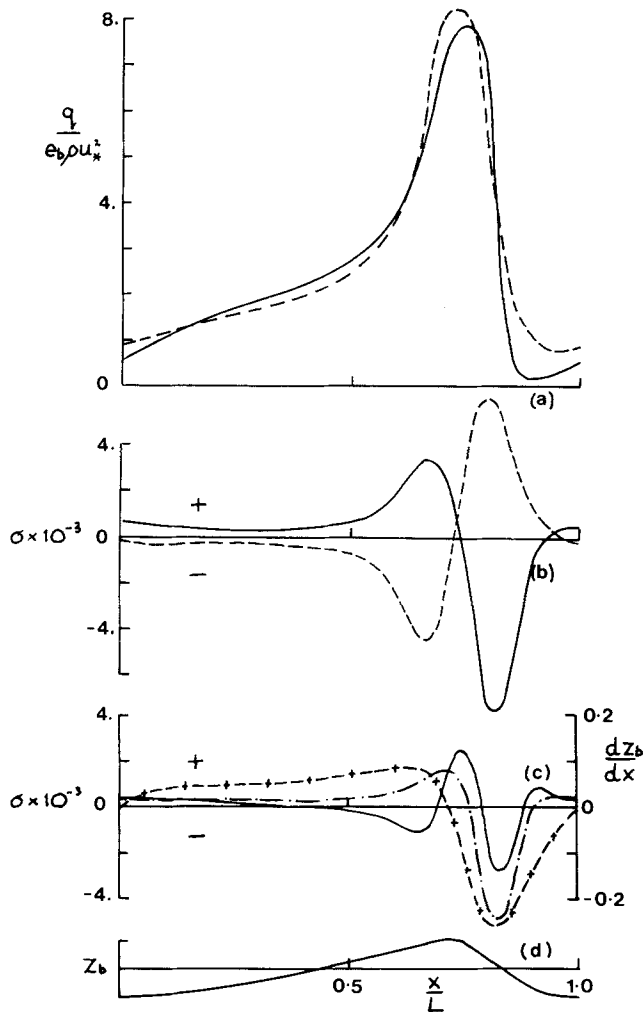 8.
q
e_b ρu_*^2
4.
0
(a)
4.
+
σ×10^-3
0
−
(b)
-4.
4.
0.2
+
dz_b
dx
(c)
σ×10^-3
0
0
−
-4.
-0.2
(d)
z_b
0.5
x
L
1.0